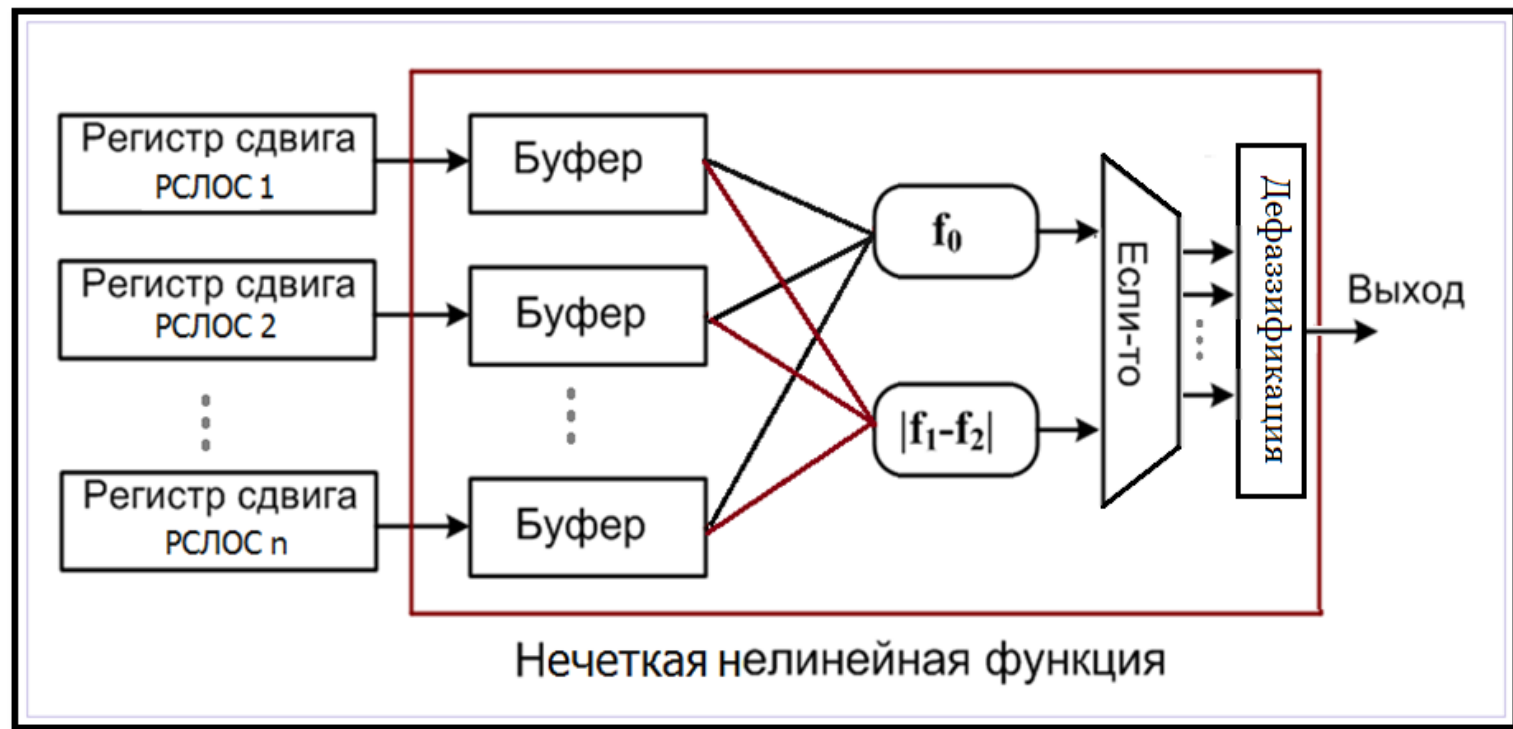 Регистр сдвига
РСЛОС 1
Буфер
Регистр сдвига
РСЛОС 2
Буфер
Регистр сдвига
РСЛОС n
Буфер
f₀
|f₁-f₂|
Если-то
Дефаззификация
Выход
Нечеткая нелинейная функция